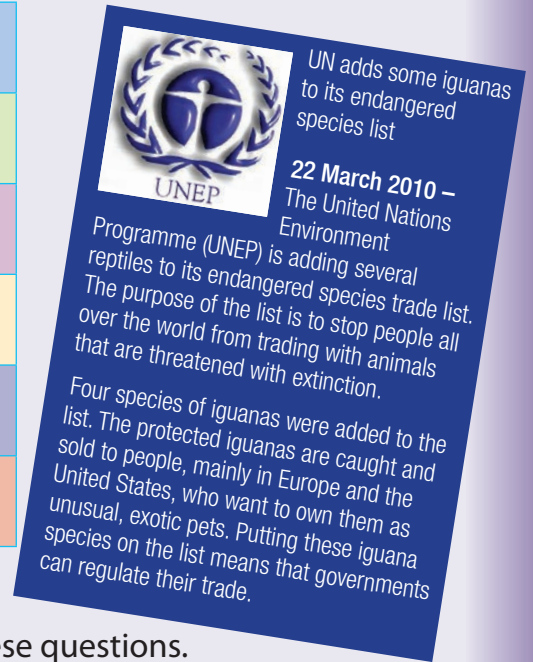 UNEP
UN adds some iguanas
to its endangered
species list
22 March 2010 –
The United Nations
Environment
Programme (UNEP) is adding several
reptiles to its endangered species trade list.
The purpose of the list is to stop people all
over the world from trading with animals
that are threatened with extinction.
Four species of iguanas were added to the
list. The protected iguanas are caught and
sold to people, mainly in Europe and the
United States, who want to own them as
unusual, exotic pets. Putting these iguana
species on the list means that governments
can regulate their trade.
ese questions.